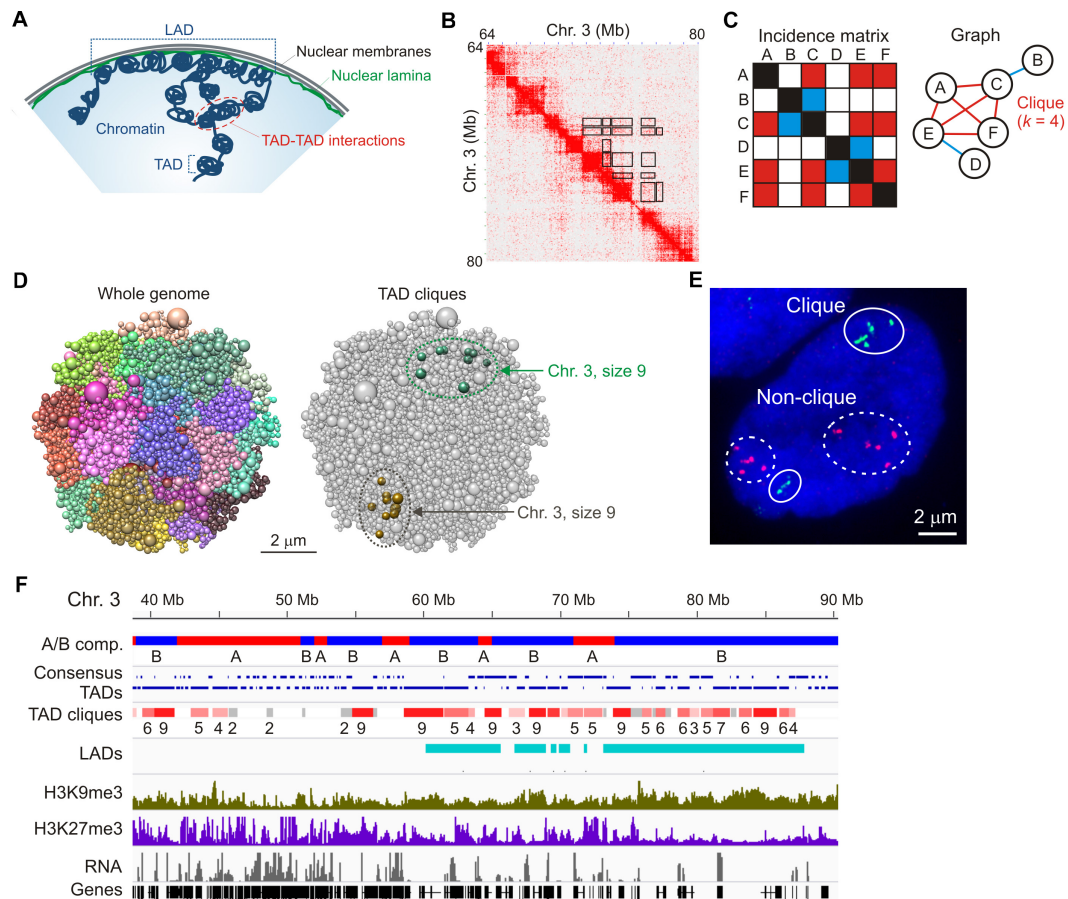 A
LAD
Nuclear membranes
Nuclear lamina
Chromatin
TAD-TAD interactions
TAD
B
Chr. 3 (Mb)
64
80
64
Chr. 3 (Mb)
80
C
Incidence matrix
A B C D E F
A
B
C
D
E
F
Graph
B
A
C
E
F
D
Clique
(k = 4)
D
Whole genome
TAD cliques
Chr. 3, size 9
Chr. 3, size 9
2 μm
E
Clique
Non-clique
2 μm
F
Chr. 3
40 Mb 50 Mb 60 Mb 70 Mb 80 Mb 90 Mb
A/B comp.
B A B A B A B A B A B
Consensus
TADs
TAD cliques
6 9 5 4 2 2 2 9 9 5 4 9 3 9 5 5 9 5 6 6 3 5 7 6 9 6 4
LADs
H3K9me3
H3K27me3
RNA
Genes